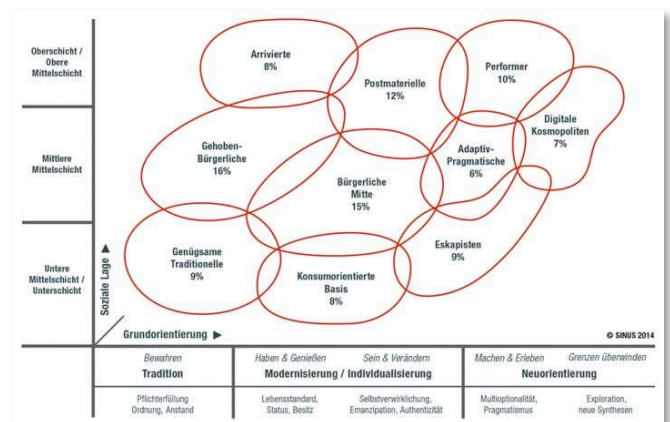 Oberschicht /
Obere
Mittelschicht
Mittlere
Mittelschicht
Untere
Mittelschicht /
Unterschicht
Soziale Lage ▲
Grundorientierung ▶
Arrivierte
8%
Postmaterielle
12%
Performer
10%
Digitale
Kosmopoliten
7%
Gehoben-
Bürgerliche
16%
Adaptiv-
Pragmatische
6%
Bürgerliche
Mitte
15%
Genügsame
Traditionelle
9%
Konsumorientierte
Basis
8%
Eskapisten
9%
© SINUS 2014
Bewahren
Tradition
Haben & Genießen Sein & Verändern
Modernisierung / Individualisierung
Machen & Erleben Grenzen überwinden
Neuorientierung
Pflichterfüllung
Ordnung, Anstand
Lebensstandard,
Status, Besitz
Selbstverwirklichung,
Emanzipation, Authentizität
Multioptionalität,
Pragmatismus
Exploration,
neue Synthesen